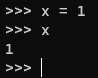 >>> x = 1
>>> x
1
>>>